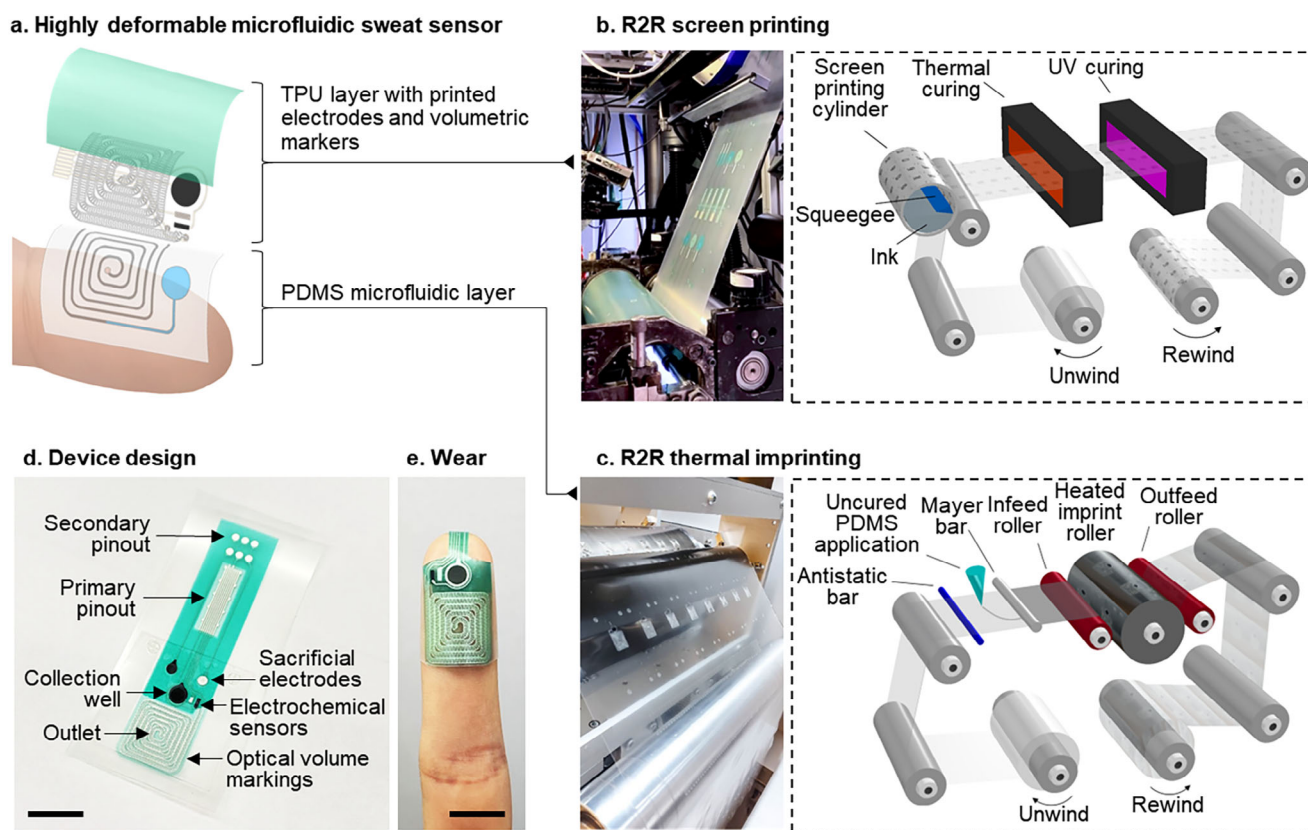 a. Highly deformable microfluidic sweat sensor
TPU layer with printed
electrodes and volumetric
markers
PDMS microfluidic layer
b. R2R screen printing
Screen
printing
cylinder
Thermal
curing
UV curing
Squeegee
Ink
Unwind
Rewind
d. Device design
Secondary
pinout
Primary
pinout
Collection
well
Outlet
Sacrificial
electrodes
Electrochemical
sensors
Optical volume
markings
e. Wear
c. R2R thermal imprinting
Uncured
PDMS
application
Mayer
bar
Infeed
roller
Heated
imprint
roller
Outfeed
roller
Antistatic
bar
Unwind
Rewind